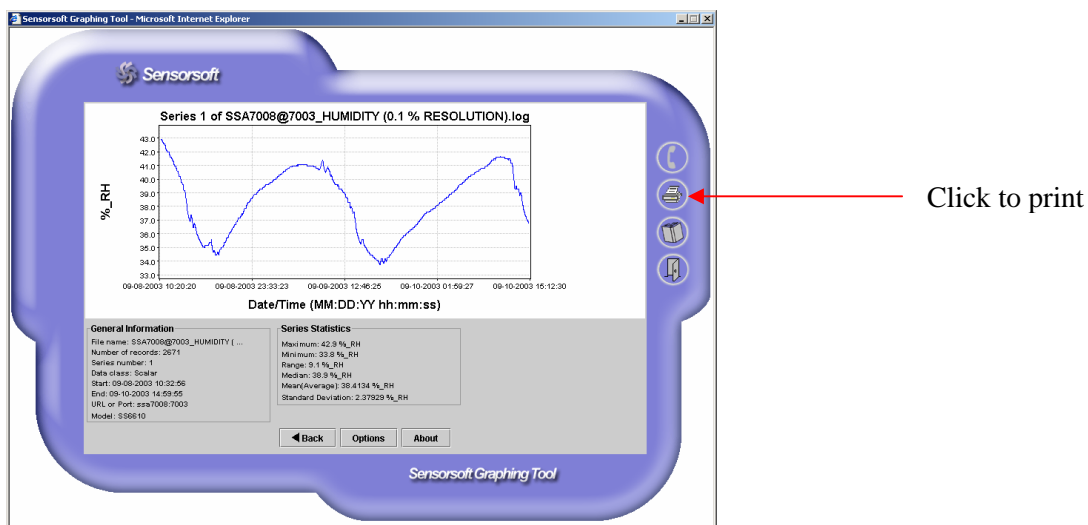 Sensorsoft Graphing Tool - Microsoft Internet Explorer
Sensorsoft
Series 1 of SSA7008@7003_HUMIDITY (0.1 % RESOLUTION).log
43.0
42.0
41.0
40.0
39.0
38.0
37.0
36.0
35.0
34.0
33.0
%_RH
09-08-2003 10:20:20
09-08-2003 23:33:23
09-09-2003 12:46:25
09-10-2003 01:59:27
09-10-2003 15:12:30
Date/Time (MM:DD:YY hh:mm:ss)
Click to print
General Information
File name: SSA7008@7003_HUMIDITY ( ...
Number of records: 2671
Series number: 1
Data class: Scalar
Start: 09-08-2003 10:32:56
End: 09-10-2003 14:59:55
URL or Port: ssa7008:7003
Model: SS6610
Series Statistics
Maximum: 42.9 %_RH
Minimum: 33.8 %_RH
Range: 9.1 %_RH
Median: 38.9 %_RH
Mean(Average): 38.4134 %_RH
Standard Deviation: 2.37929 %_RH
Back
Options
About
Sensorsoft Graphing Tool